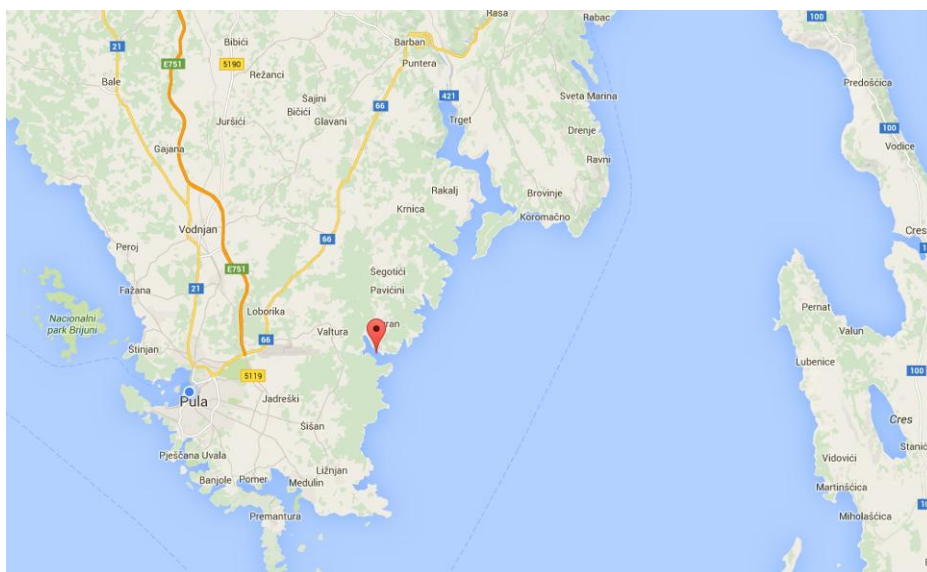 Rasa
Rabac
100
Barban
Puntera
21
Bibići
E751
5190
Režanci
Bale
Predošćica
421
Sveta Marina
66
Šajini
Bičići
Glavani
Juršići
Trget
Drenje
100
Vodice
Gajana
Ravni
Rakalj
Brovinje
Krnica
Koromačno
Vodnjan
66
Cres
Peroj
E751
Šegotići
Pavićini
Fažana
21
Pernat
Loborika
Nacionalni
park Brijuni
Valtura
Valun
66
Štinjan
Lubenice
5119
100
Pula
Jadreški
Cres
Šišan
Pješčana Uvala
Vidovići
Ližnjan
Banjole
Pomer
Medulin
Martinšćica
Premantura
Miholašćica